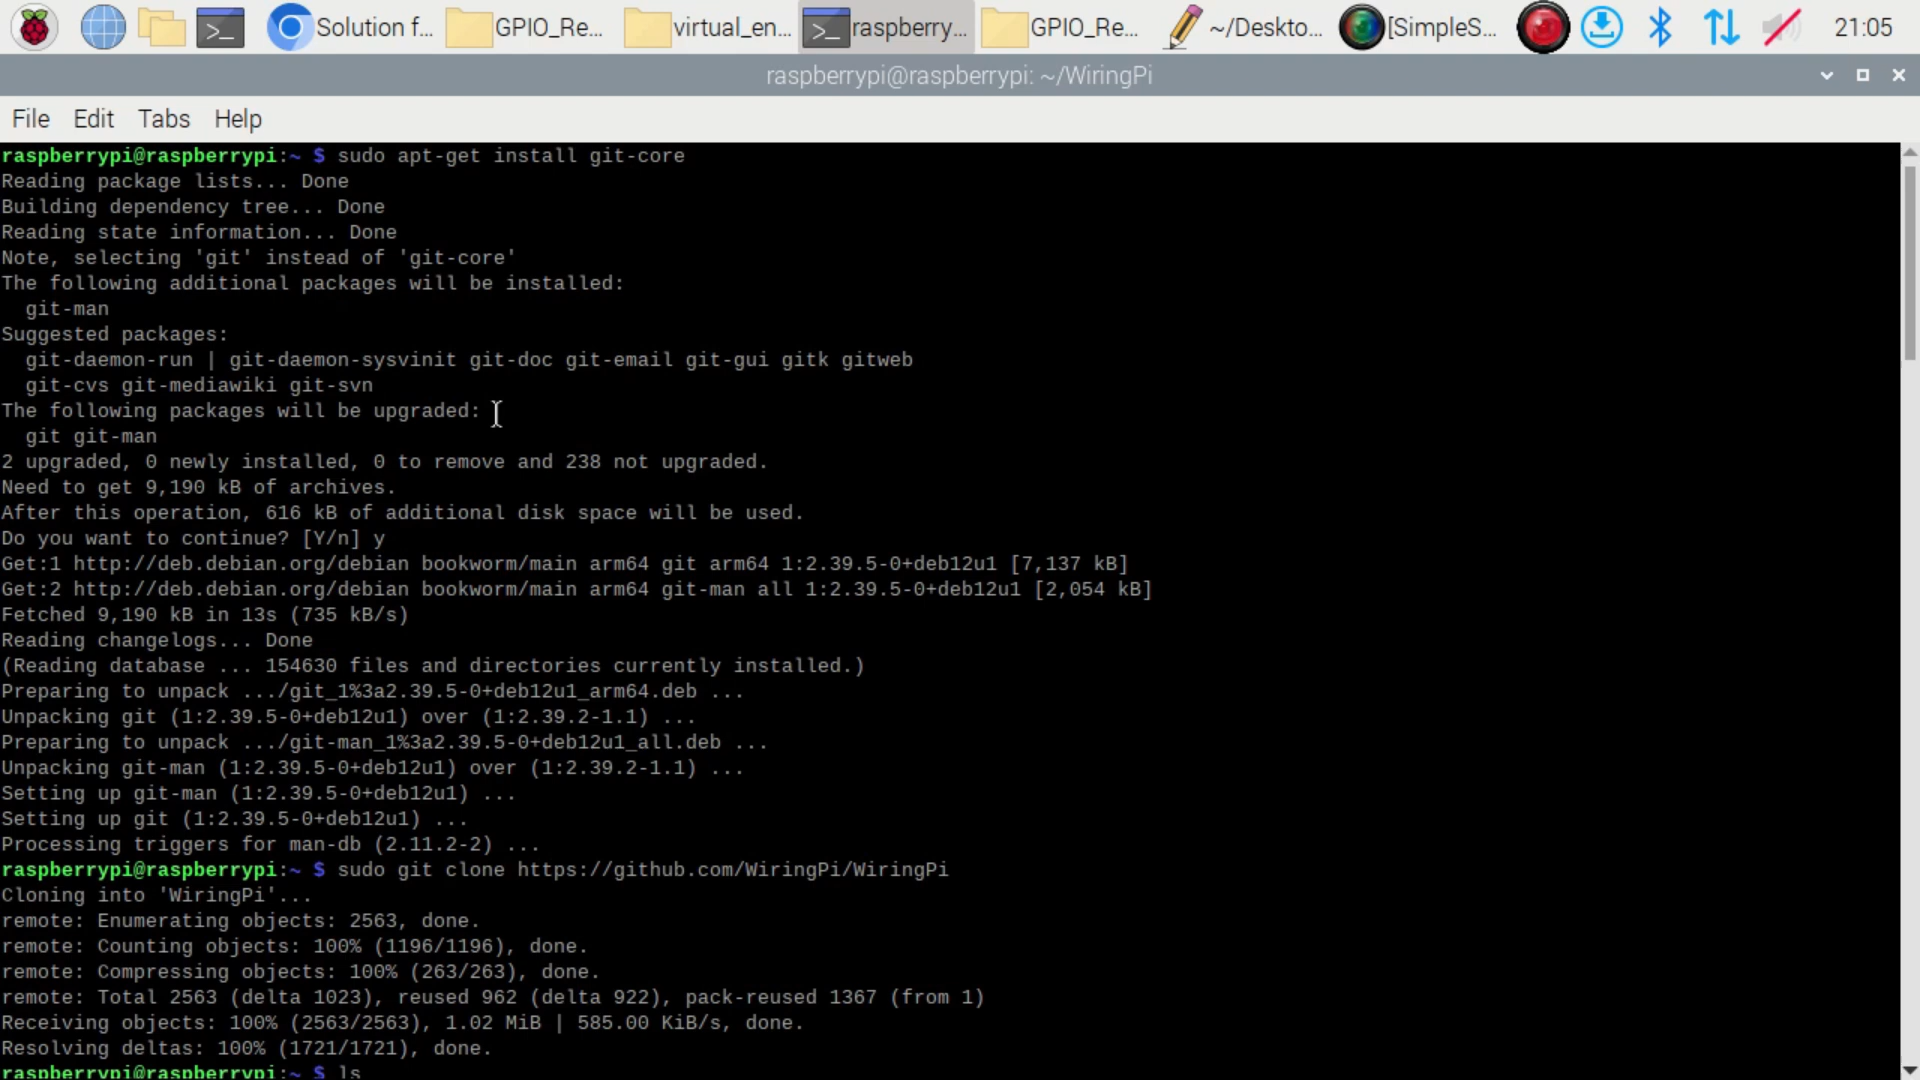 Solution f...
GPIO_Re...
virtual_en...
raspberry...
GPIO_Re...
~/Deskto...
[SimpleS...
21:05
raspberrypi@raspberrypi: ~/WiringPi
File Edit Tabs Help
raspberrypi@raspberrypi:~ $ sudo apt-get install git-core
Reading package lists... Done
Building dependency tree... Done
Reading state information... Done
Note, selecting 'git' instead of 'git-core'
The following additional packages will be installed:
  git-man
Suggested packages:
  git-daemon-run | git-daemon-sysvinit git-doc git-email git-gui gitk gitweb
  git-cvs git-mediawiki git-svn
The following packages will be upgraded:
  git git-man
2 upgraded, 0 newly installed, 0 to remove and 238 not upgraded.
Need to get 9,190 kB of archives.
After this operation, 616 kB of additional disk space will be used.
Do you want to continue? [Y/n] y
Get:1 http://deb.debian.org/debian bookworm/main arm64 git arm64 1:2.39.5-0+deb12u1 [7,137 kB]
Get:2 http://deb.debian.org/debian bookworm/main arm64 git-man all 1:2.39.5-0+deb12u1 [2,054 kB]
Fetched 9,190 kB in 13s (735 kB/s)
Reading changelogs... Done
(Reading database ... 154630 files and directories currently installed.)
Preparing to unpack .../git_1%3a2.39.5-0+deb12u1_arm64.deb ...
Unpacking git (1:2.39.5-0+deb12u1) over (1:2.39.2-1.1) ...
Preparing to unpack .../git-man_1%3a2.39.5-0+deb12u1_all.deb ...
Unpacking git-man (1:2.39.5-0+deb12u1) over (1:2.39.2-1.1) ...
Setting up git-man (1:2.39.5-0+deb12u1) ...
Setting up git (1:2.39.5-0+deb12u1) ...
Processing triggers for man-db (2.11.2-2) ...
raspberrypi@raspberrypi:~ $ sudo git clone https://github.com/WiringPi/WiringPi
Cloning into 'WiringPi'...
remote: Enumerating objects: 2563, done.
remote: Counting objects: 100% (1196/1196), done.
remote: Compressing objects: 100% (263/263), done.
remote: Total 2563 (delta 1023), reused 962 (delta 922), pack-reused 1367 (from 1)
Receiving objects: 100% (2563/2563), 1.02 MiB | 585.00 KiB/s, done.
Resolving deltas: 100% (1721/1721), done.
raspberrypi@raspberrypi:~ $ ls